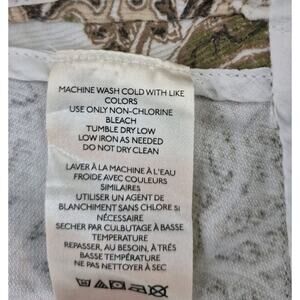 MACHINE WASH COLD WITH LIKE
COLORS
USE ONLY NON-CHLORINE
BLEACH
TUMBLE DRY LOW
LOW IRON AS NEEDED
DO NOT DRY CLEAN
LAVER À LA MACHINE À L'EAU
FROIDE AVEC COULEURS
SIMILAIRES
UTILISER UN AGENT DE
BLANCHIMENT SANS CHLORE SI
NÉCESSAIRE
SECHER PAR CULBUTAGE À BASSE
TEMPERATURE
REPASSER, AU BESOIN, À TRÈS
BASSE TEMPÉRATURE
NE PAS NETTOYER À SEC